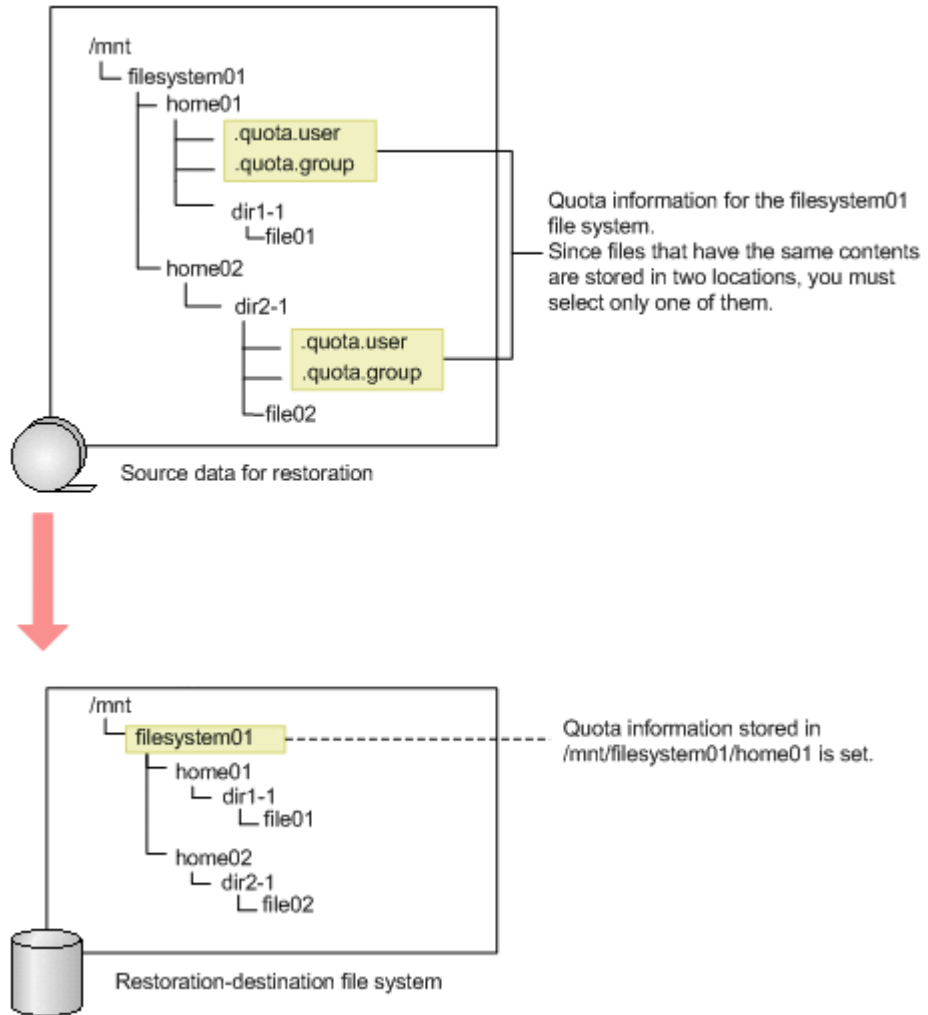 /mnt
filesystem01
home01
.quota.user
.quota.group
dir1-1
file01
home02
dir2-1
.quota.user
.quota.group
file02
Quota information for the filesystem01
file system.
Since files that have the same contents
are stored in two locations, you must
select only one of them.
Source data for restoration
/mnt
filesystem01
home01
dir1-1
file01
home02
dir2-1
file02
Quota information stored in
/mnt/filesystem01/home01 is set.
Restoration-destination file system